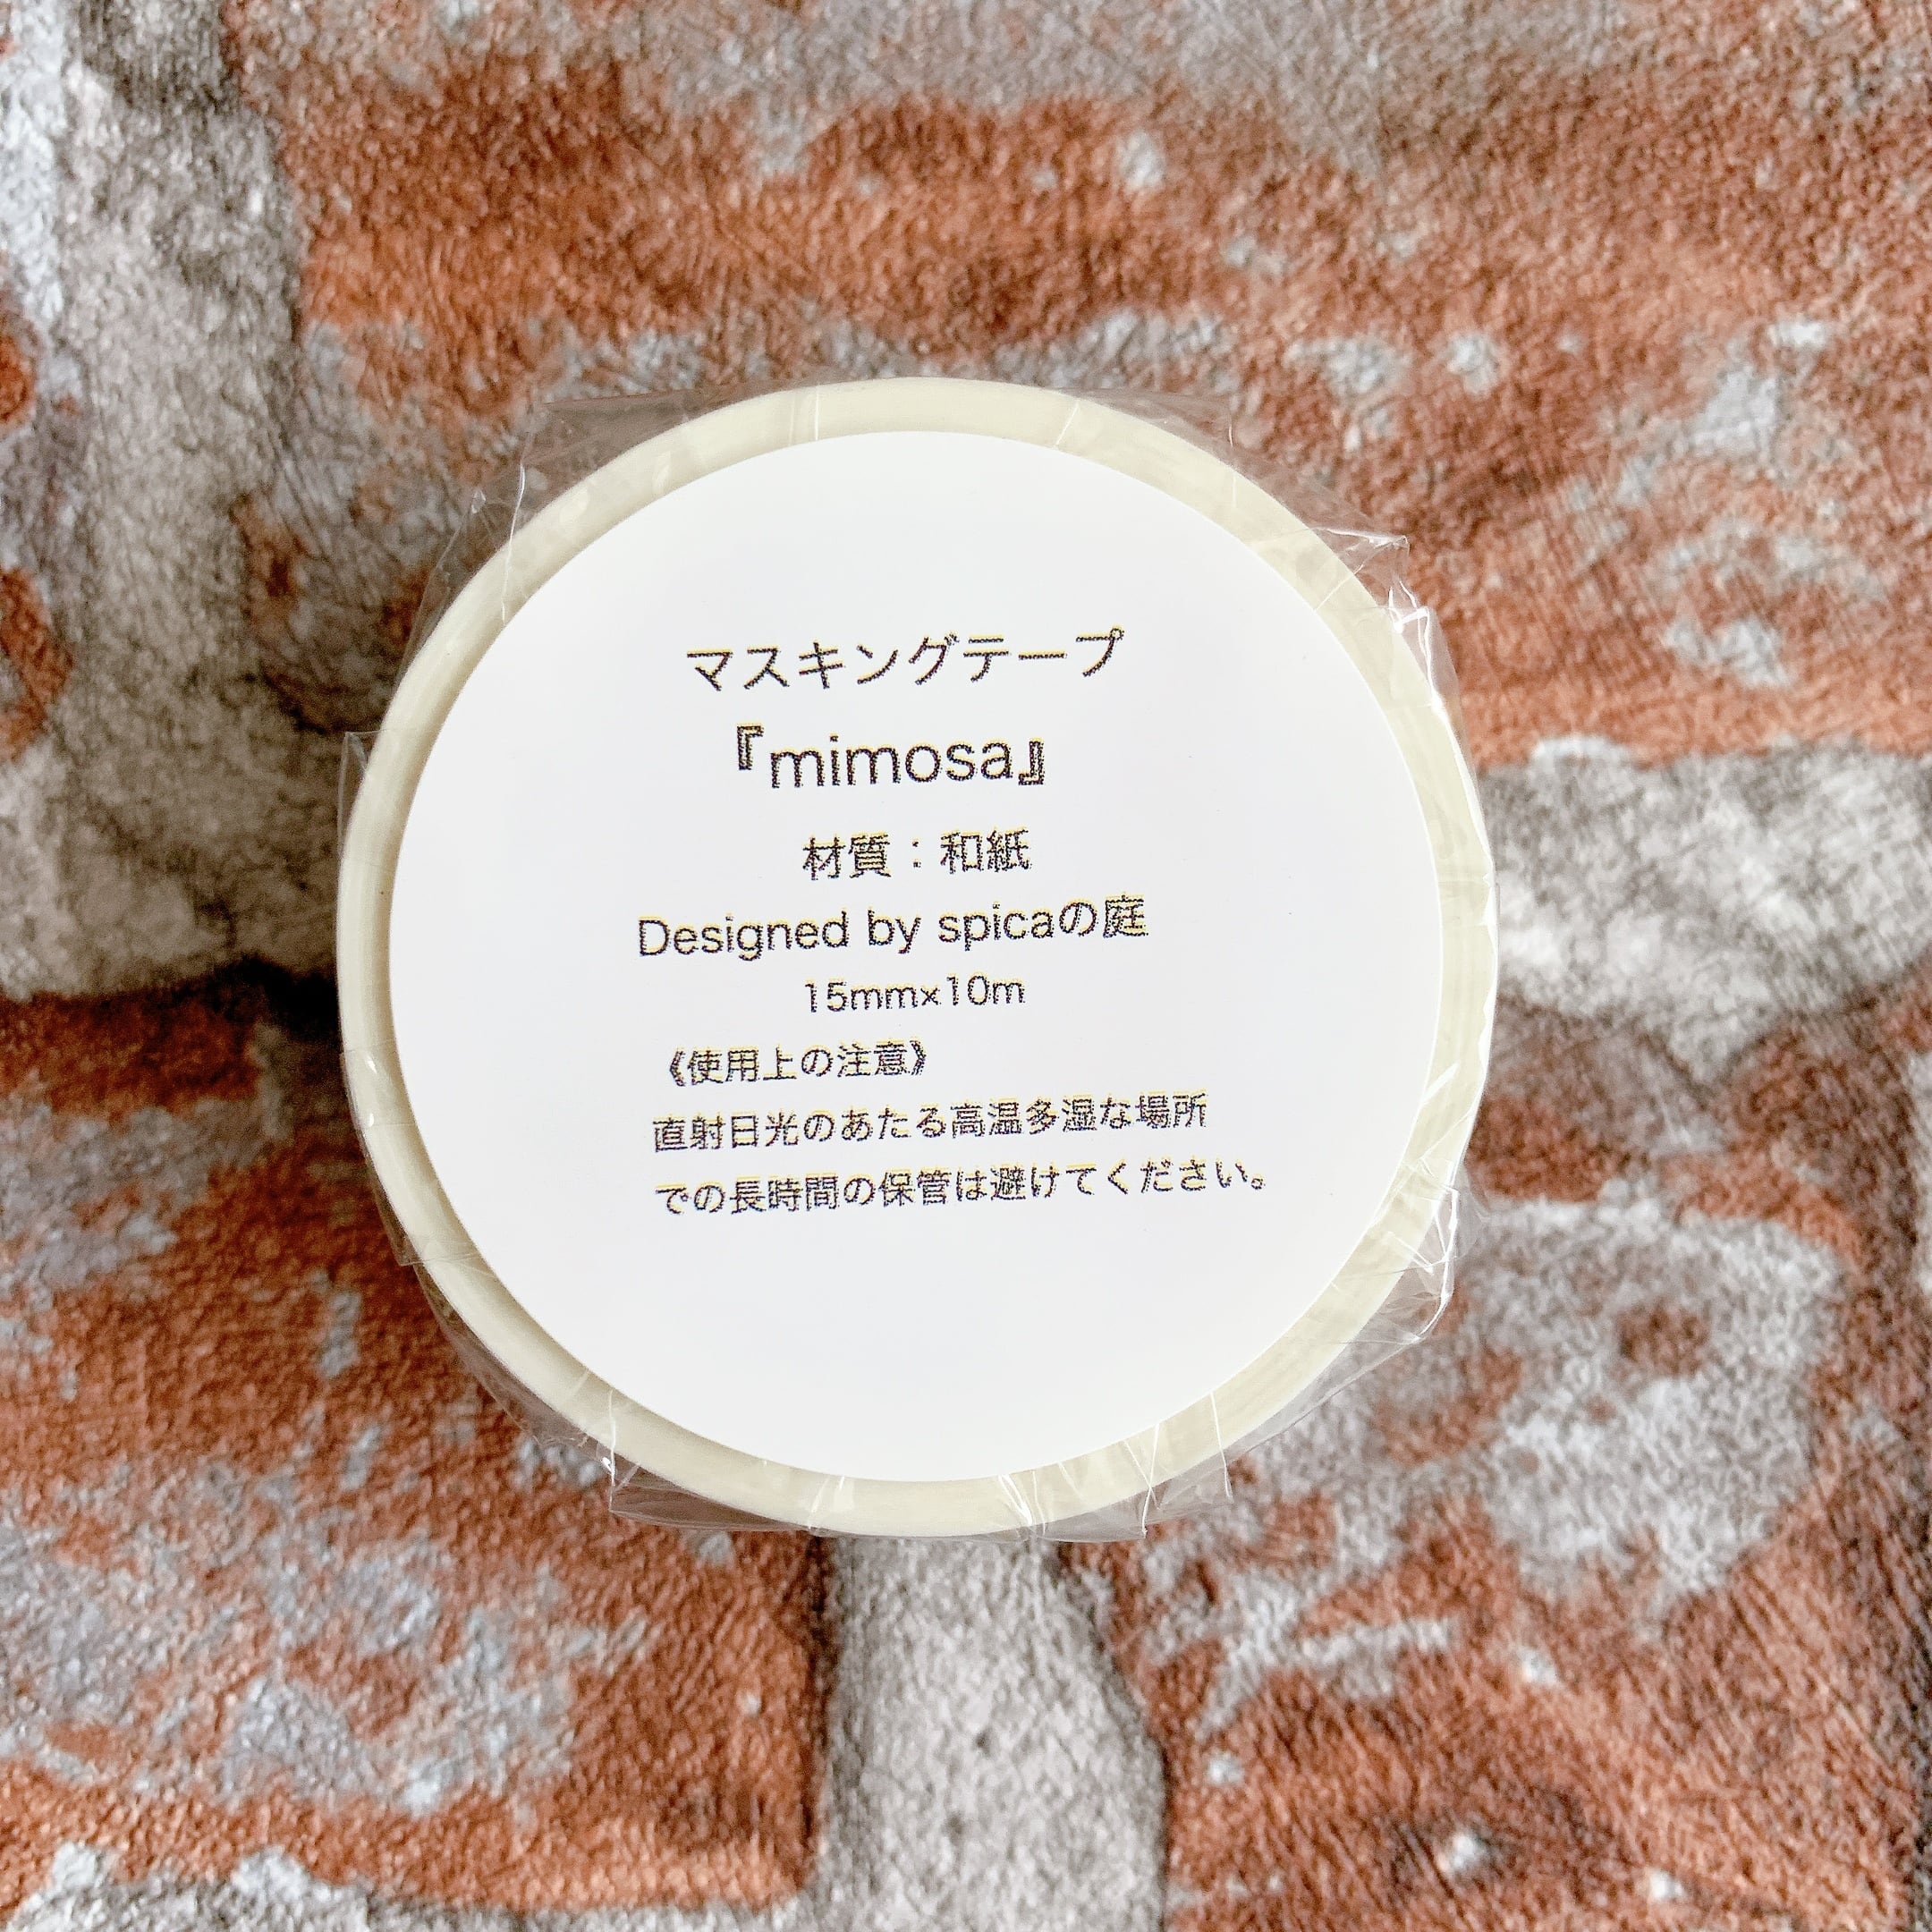 マスキングテープ
『mimosa』
材質：和紙
Designed by spicaの庭
15mm×10m
《使用上の注意》
直射日光のあたる高温多湿な場所
での長時間の保管は避けてください。